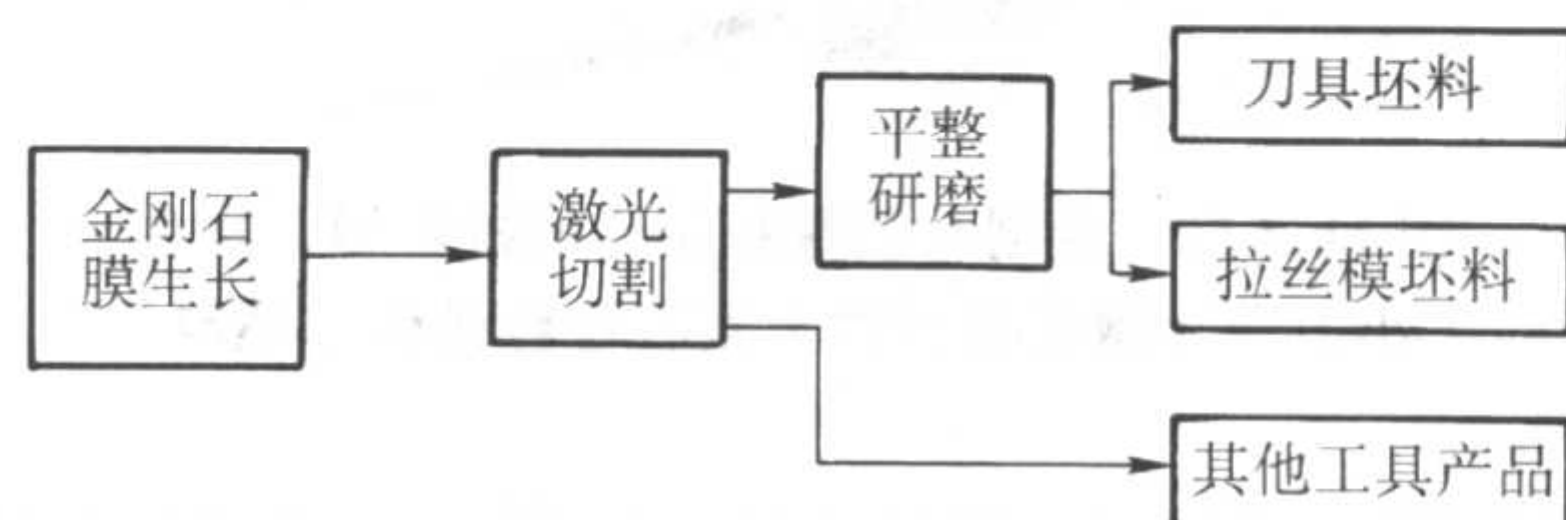 金刚石
膜生长
激光
切割
平整
研磨
刀具坯料
拉丝模坯料
其他工具产品